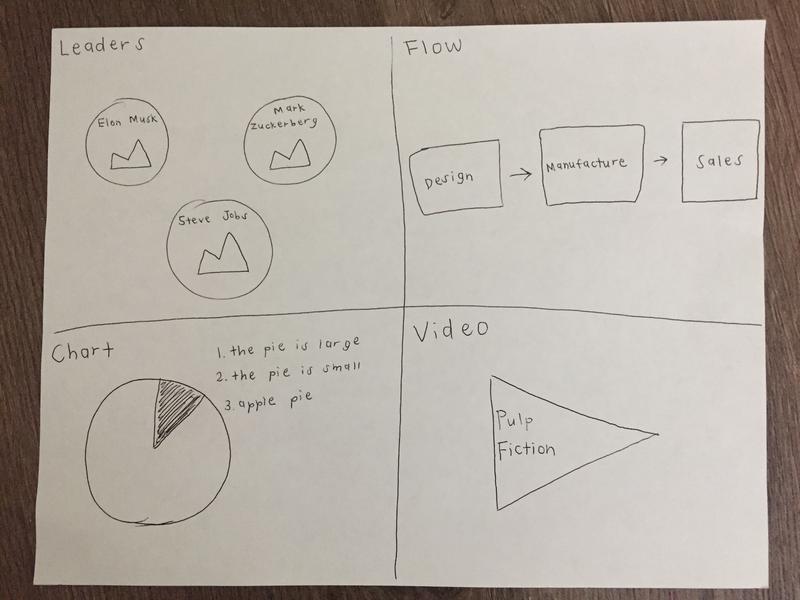 Leaders
Elon Musk
Mark
Zuckerberg
Steve Jobs
Flow
Design
Manufacture
Sales
Chart
1. the pie is large
2. the pie is small
3. apple pie
Video
Pulp
Fiction